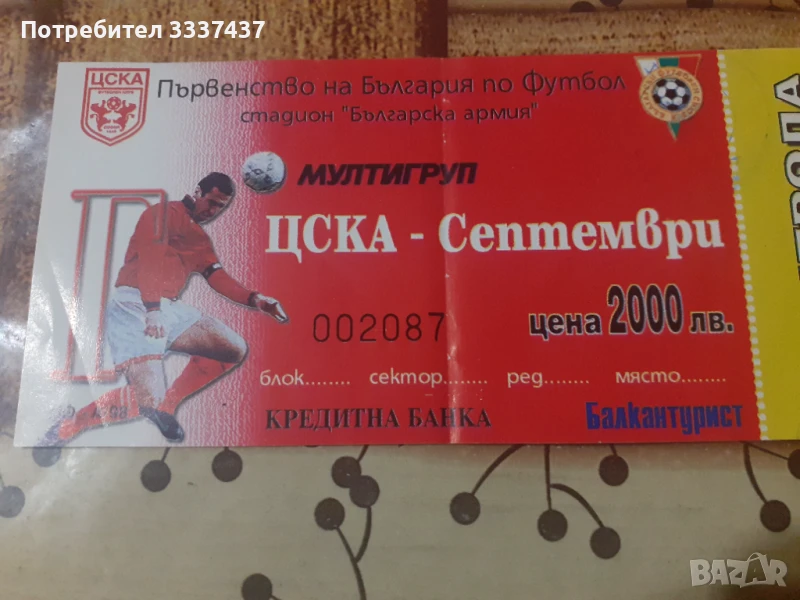 Потребител 3337437
ЦСКА
Първенство на България по Футбол
стадион "Българска армия"
МУЛТИГРУП
ЦСКА - Септември
002087
цена 2000 лв.
блок........ сектор........ ред........ място........
КРЕДИТНА БАНКА
Балкантурист
BAZAR